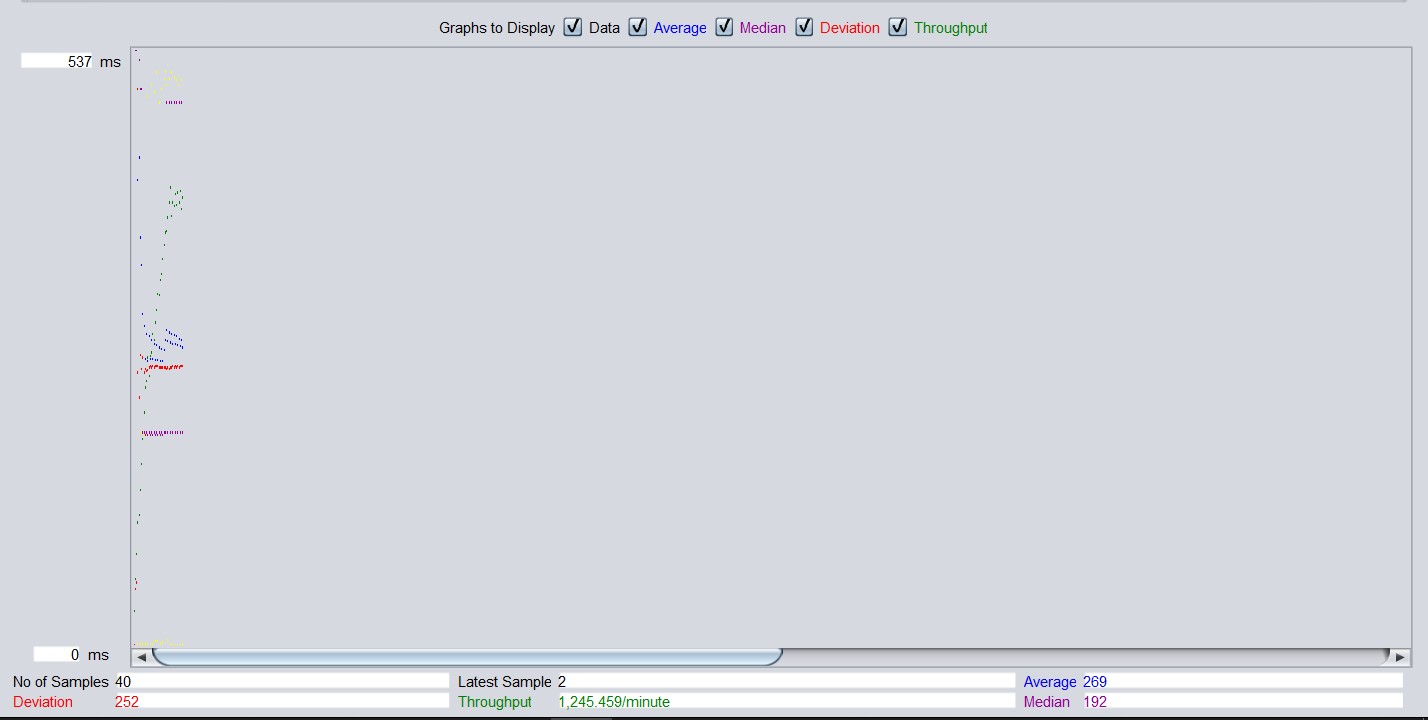 Graphs to Display Data Average Median Deviation Throughput
537 ms
0 ms
No of Samples 40 Latest Sample 2 Average 269
Deviation 252 Throughput 1,245.459/minute Median 192